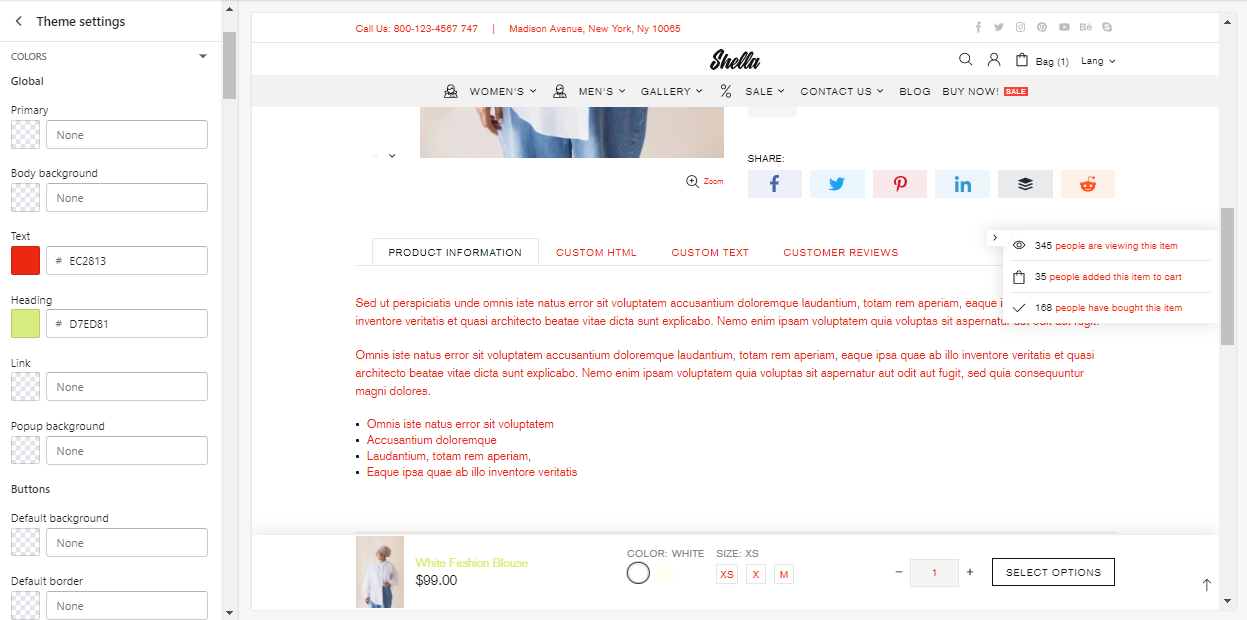 Theme settings
COLORS
Global
Primary
None
Body background
None
Text
# EC2813
Heading
# D7ED81
Link
None
Popup background
None
Buttons
Default background
None
Default border
None
Call Us: 800-123-4567 747 | Madison Avenue, New York, Ny 10065
Bē
Shella
Bag (1) Lang
WOMEN'S MEN'S GALLERY % SALE CONTACT US BLOG BUY NOW! SALE
Zoom
SHARE:
PRODUCT INFORMATION CUSTOM HTML CUSTOM TEXT CUSTOMER REVIEWS
345 people are viewing this item
35 people added this item to cart
168 people have bought this item
Sed ut perspiciatis unde omnis iste natus error sit voluptatem accusantium doloremque laudantium, totam rem aperiam, eaque
inventore veritatis et quasi architecto beatae vitae dicta sunt explicabo. Nemo enim ipsam voluptatem quia voluptas sit aspernatur aut odit aut fugit.
Omnis iste natus error sit voluptatem accusantium doloremque laudantium, totam rem aperiam, eaque ipsa quae ab illo inventore veritatis et quasi
architecto beatae vitae dicta sunt explicabo. Nemo enim ipsam voluptatem quia voluptas sit aspernatur aut odit aut fugit, sed quia consequuntur
magni dolores.
• Omnis iste natus error sit voluptatem
• Accusantium doloremque
• Laudantium, totam rem aperiam,
• Eaque ipsa quae ab illo inventore veritatis
White Fashion Blouse
$99.00
COLOR: WHITE SIZE: XS
XS X M
− 1 +
SELECT OPTIONS